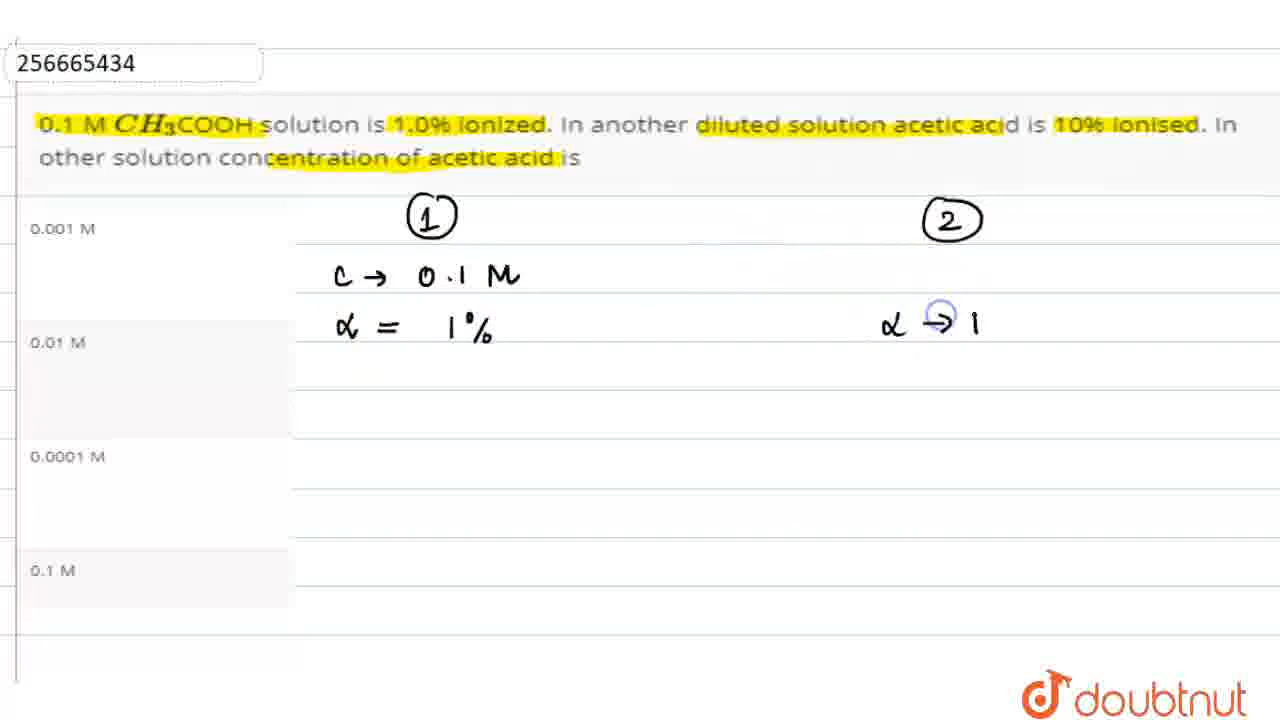 256665434
0.1 M CH₃COOH solution is 1.0% ionized. In another diluted solution acetic acid is 10% ionised. In
other solution concentration of acetic acid is
1 2
0.001 M
C → 0.1 M
α = 1% α → 1
0.01 M
0.0001 M
0.1 M
doubtnut